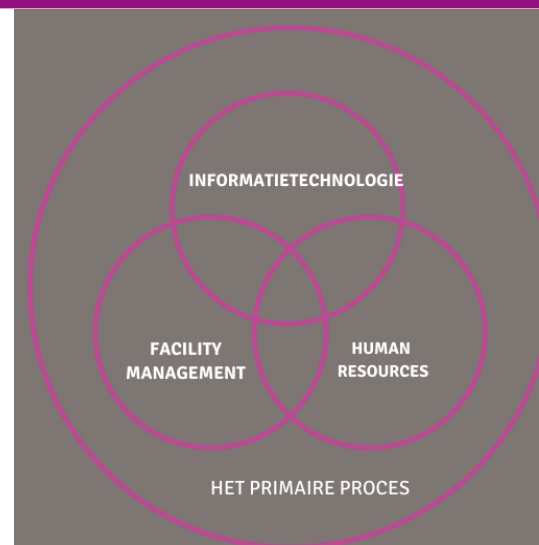 INFORMATIETECHNOLOGIE
FACILITY
MANAGEMENT
HUMAN
RESOURCES
HET PRIMAIRE PROCES